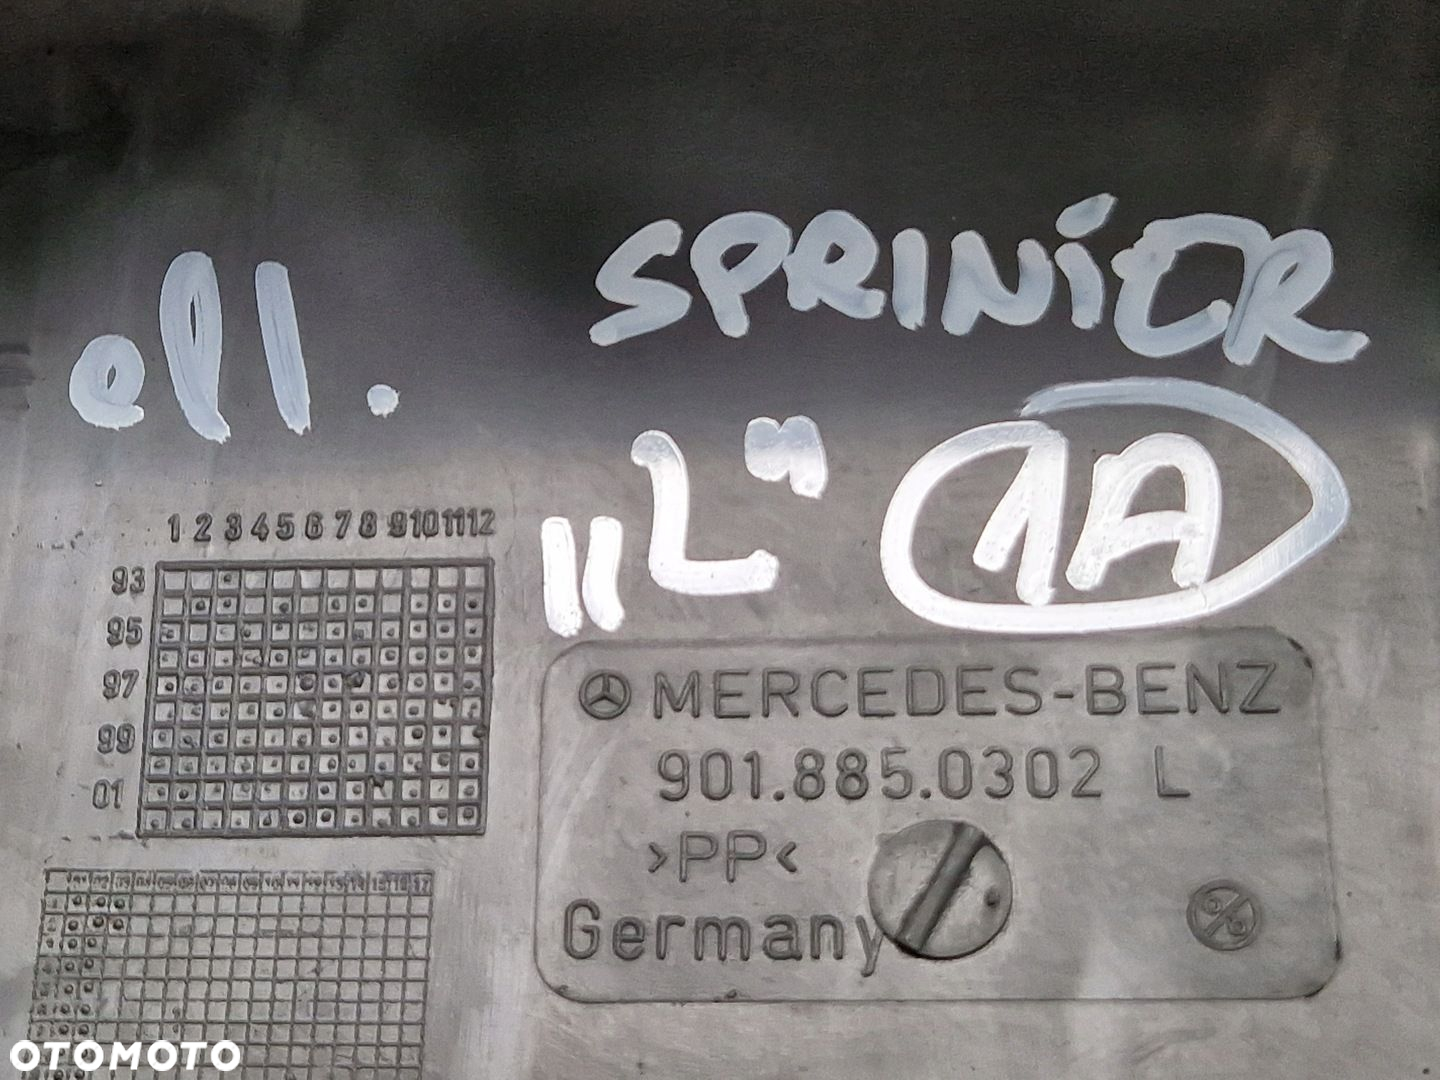 SPRINTER
ell.
"L" 1A
1 2 3 4 5 6 7 8 9 10 11 12
93
95
97
99
01
MERCEDES-BENZ
901.885.0302 L
>PP<
Germany
OTOMOTO